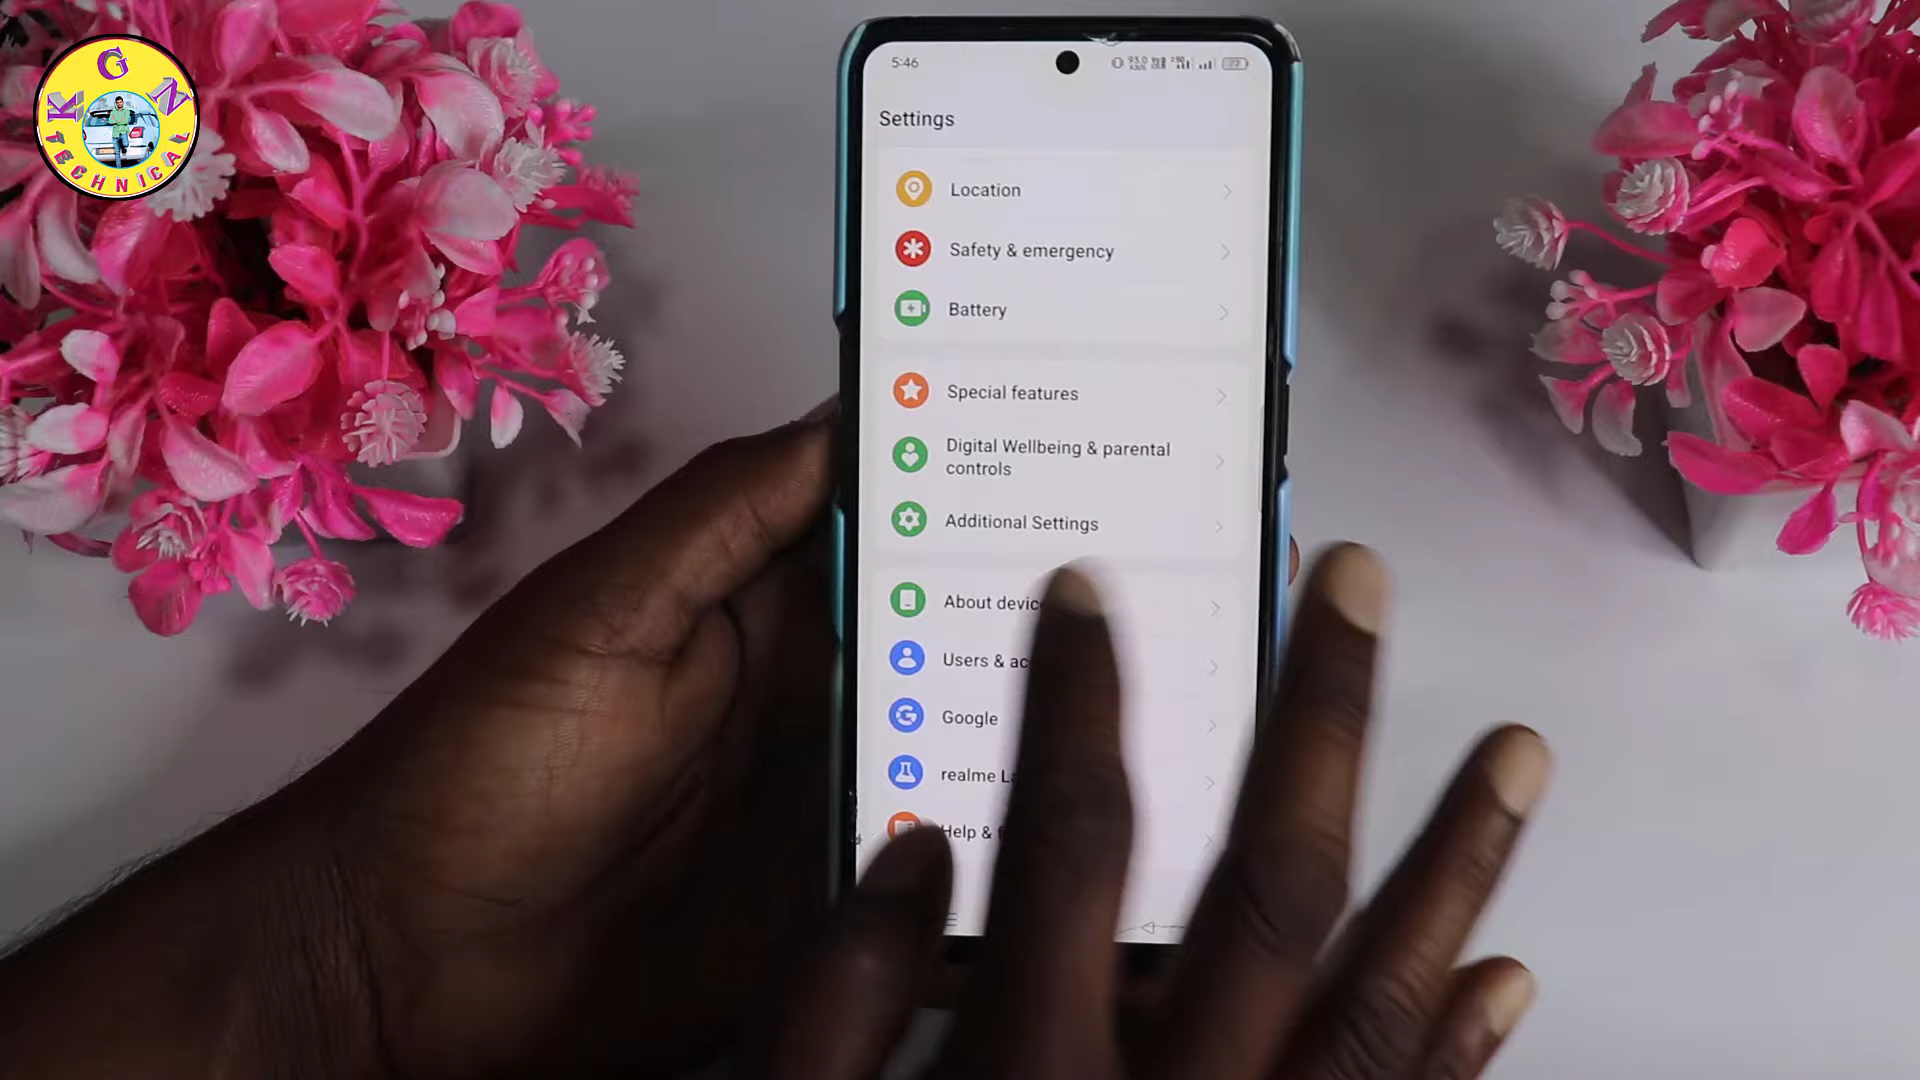 K G N
TECHNICAL
5:46
Settings
Location
Safety & emergency
Battery
Special features
Digital Wellbeing & parental
controls
Additional Settings
About devic
Users & ac
Google
realme La
Help & f